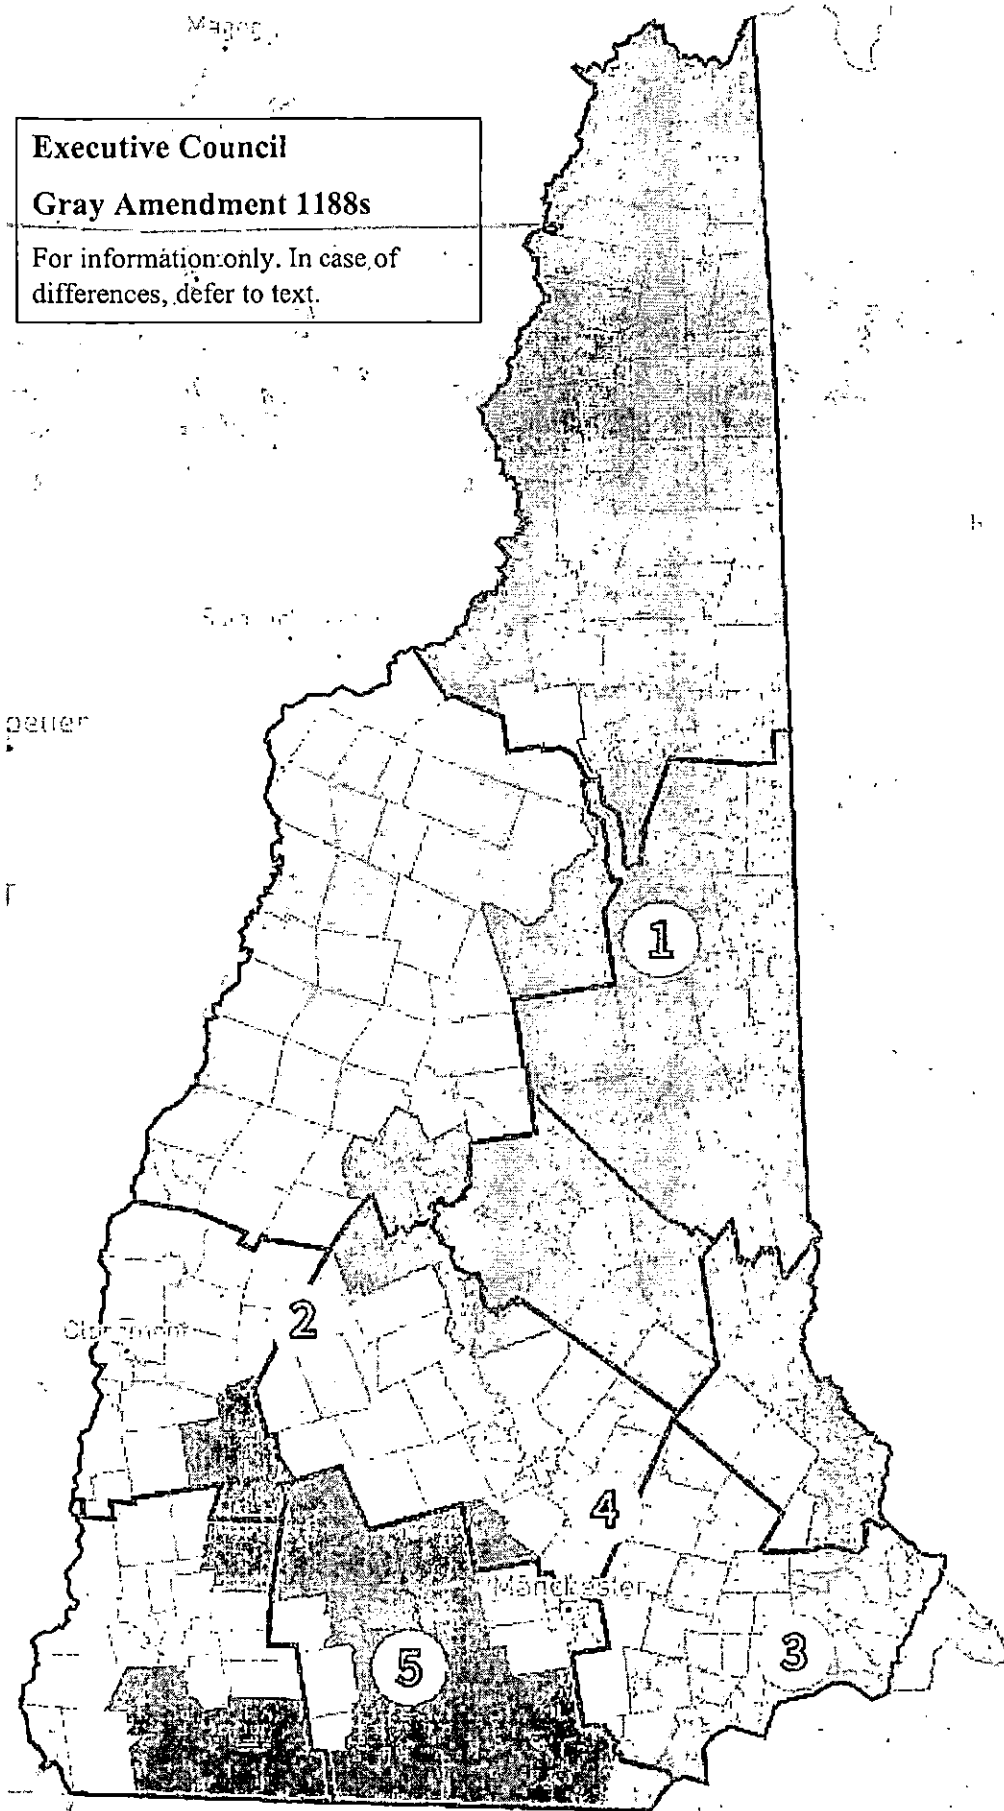 Executive Council
Gray Amendment 1188s
For information only. In case of
differences, defer to text.
1
2
4
Manchester
3
5